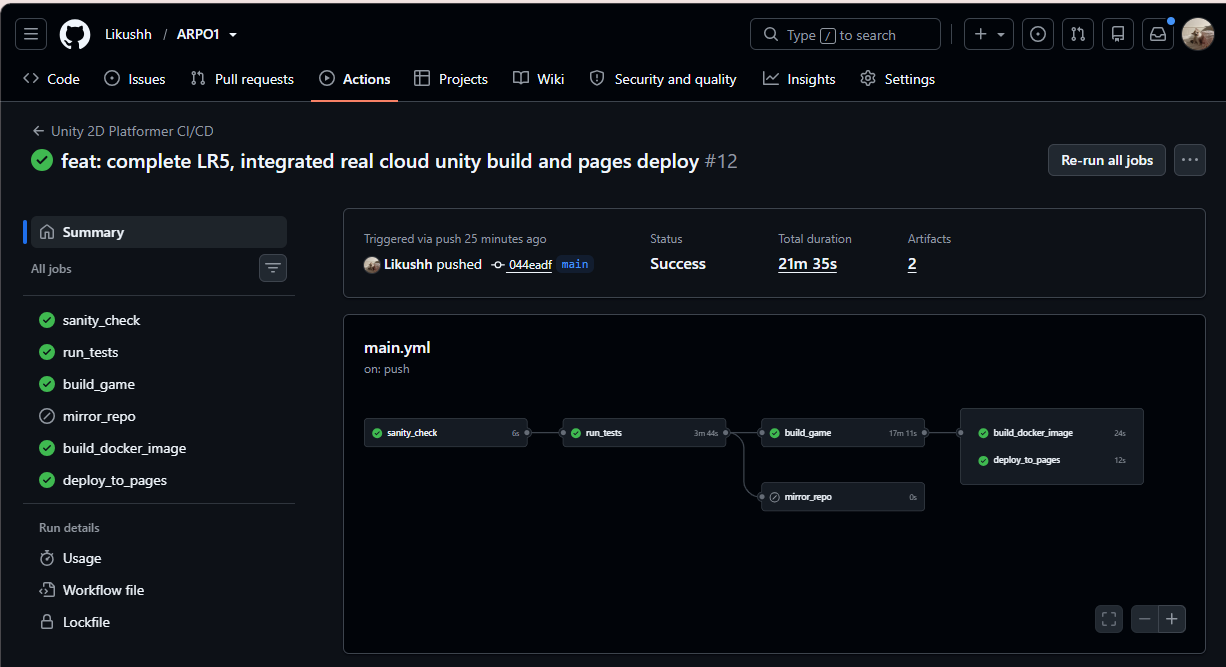 Likushh / ARPO1
Type / to search
Code
Issues
Pull requests
Actions
Projects
Wiki
Security and quality
Insights
Settings
Unity 2D Platformer CI/CD
feat: complete LR5, integrated real cloud unity build and pages deploy #12
Re-run all jobs
Summary
All jobs
sanity_check
run_tests
build_game
mirror_repo
build_docker_image
deploy_to_pages
Run details
Usage
Workflow file
Lockfile
Triggered via push 25 minutes ago
Likushh pushed 044eadf main
Status
Success
Total duration
21m 35s
Artifacts
2
main.yml
on: push
sanity_check 6s
run_tests 3m 44s
build_game 17m 11s
mirror_repo 0s
build_docker_image 24s
deploy_to_pages 12s